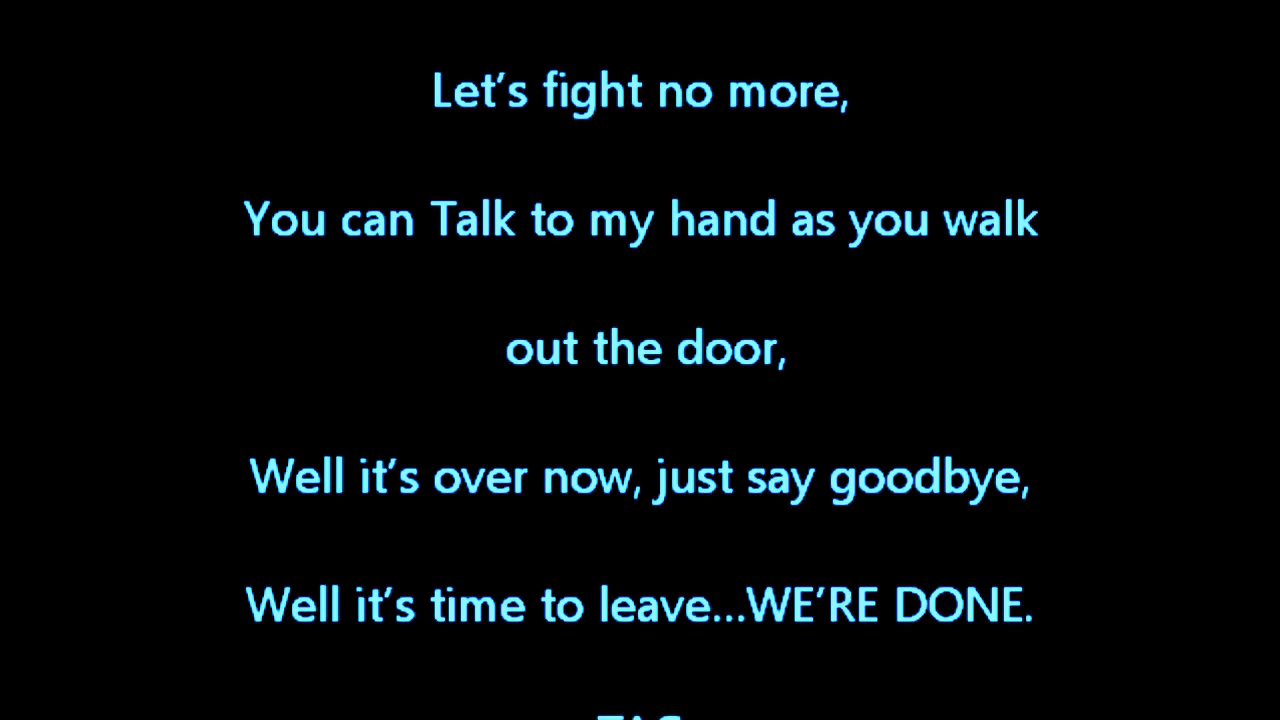 Let’s fight no more,
You can Talk to my hand as you walk
out the door,
Well it’s over now, just say goodbye,
Well it’s time to leave...WE’RE DONE.